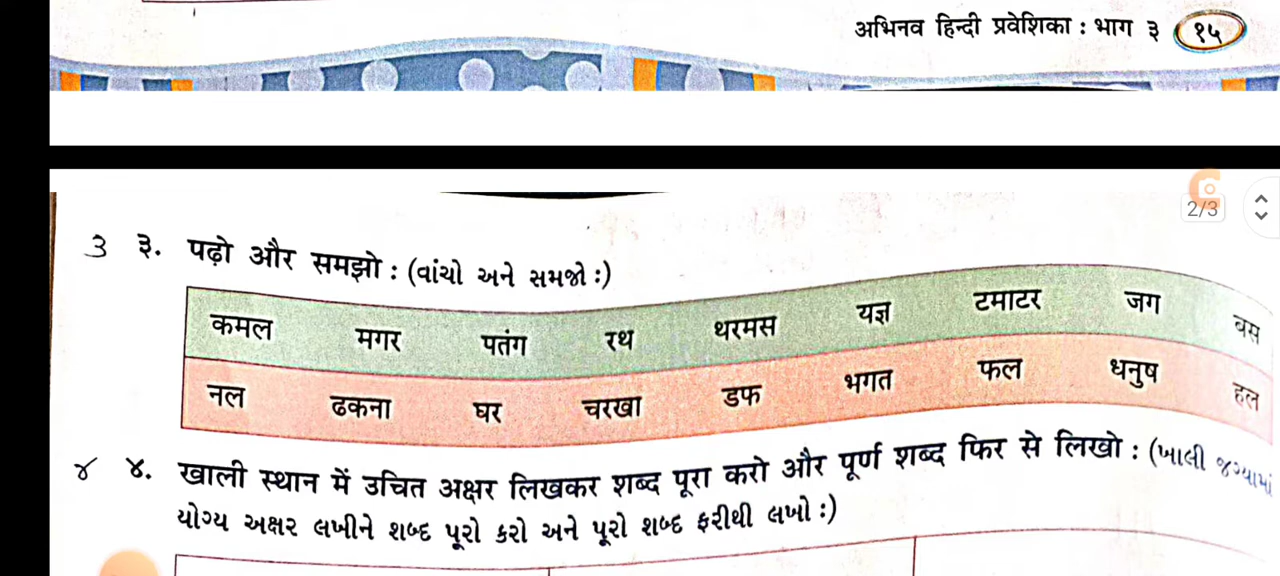 अभिनव हिन्दी प्रवेशिका : भाग ३ १५
2/3
3 ३. पढ़ो और समझो : (વાંચો અને સમજો :)
कमल मगर पतंग रथ थरमस यज्ञ टमाटर जग बस
नल ढकना घर चरखा डफ भगत फल धनुष हल
४ ४. खाली स्थान में उचित अक्षर लिखकर शब्द पूरा करो और पूर्ण शब्द फिर से लिखो : (ખાલી જગ્યામાં
યોગ્ય અક્ષર લખીને શબ્દ પૂરો કરો અને પૂરો શબ્દ ફરીથી લખો :)